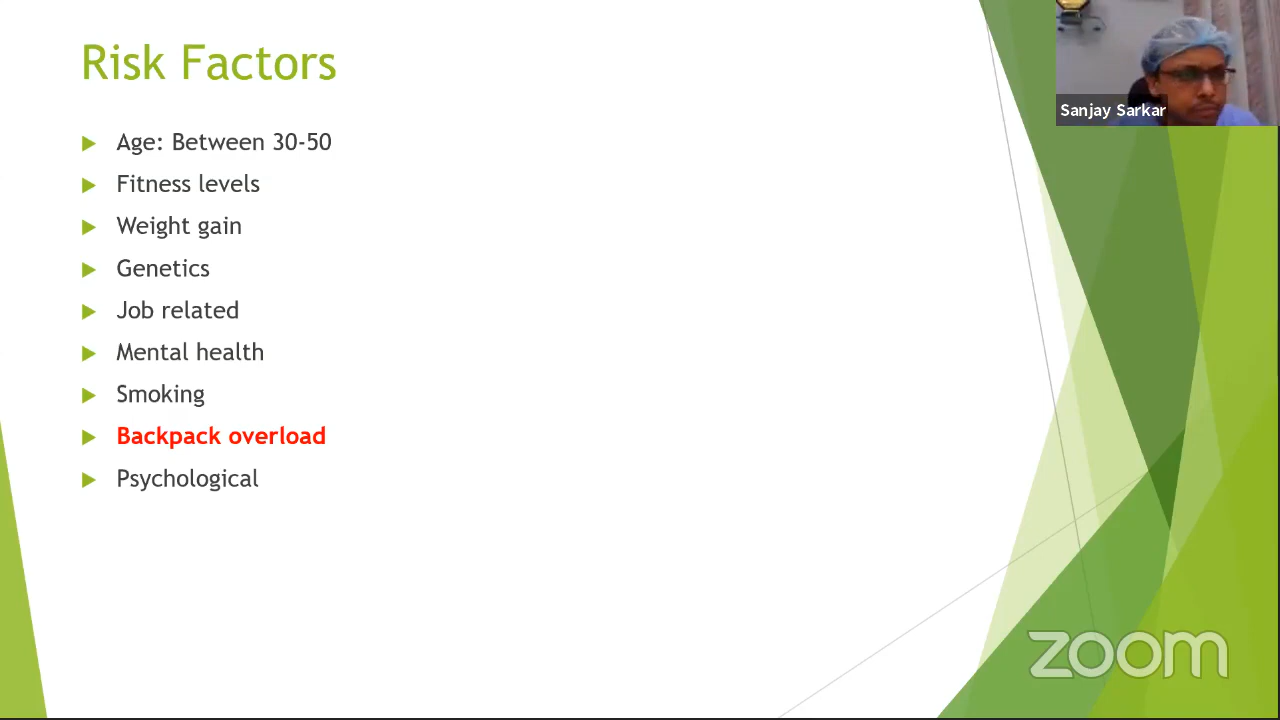 Risk Factors
Age: Between 30-50
Fitness levels
Weight gain
Genetics
Job related
Mental health
Smoking
Backpack overload
Psychological
Sanjay Sarkar
zoom